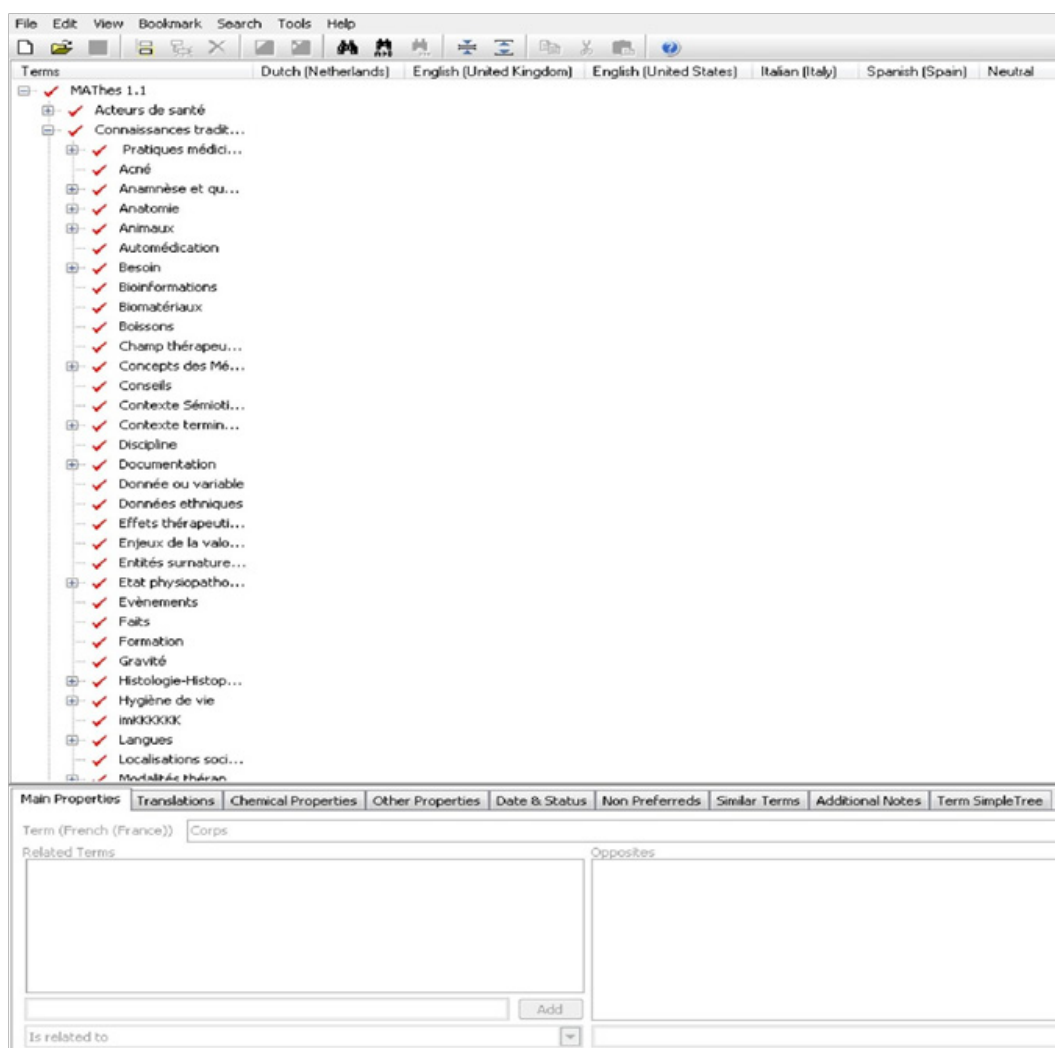 File Edit View Bookmark Search Tools Help
Terms Dutch (Netherlands) English (United Kingdom) English (United States) Italian (Italy) Spanish (Spain) Neutral
MAThes 1.1
Acteurs de santé
Connaissances tradit...
Pratiques médici...
Acné
Anamnèse et qu...
Anatomie
Animaux
Automédication
Besoin
Bioinformations
Biomatériaux
Boissons
Champ thérapeu...
Concepts des Mé...
Conseils
Contexte Sémioti...
Contexte termin...
Discipline
Documentation
Donnée ou variable
Données ethniques
Effets thérapeuti...
Enjeux de la valo...
Entités surnature...
Etat physiopatho...
Evènements
Faits
Formation
Gravité
Histologie-Histop...
Hygiène de vie
imKKKKKK
Langues
Localisations soci...
Modalités théran
Main Properties Translations Chemical Properties Other Properties Date & Status Non Preferreds Similar Terms Additional Notes Term SimpleTree
Term (French (France)) Corps
Related Terms Opposites
Add
Is related to